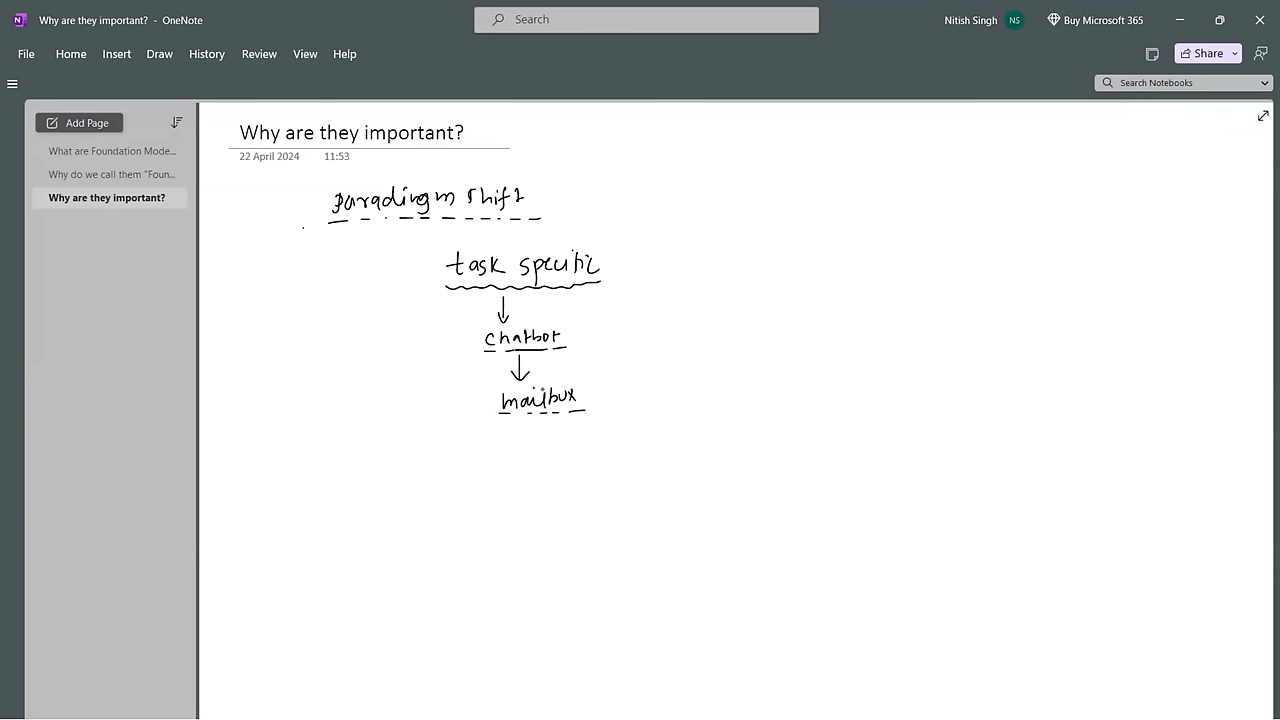 Why are they important? - OneNote
Search
Nitish Singh NS
Buy Microsoft 365
File Home Insert Draw History Review View Help
Share
Search Notebooks
Add Page
What are Foundation Mode...
Why do we call them "Foun...
Why are they important?
Why are they important?
22 April 2024 11:53
Paradingm shift
task specific
chatbot
mailbux